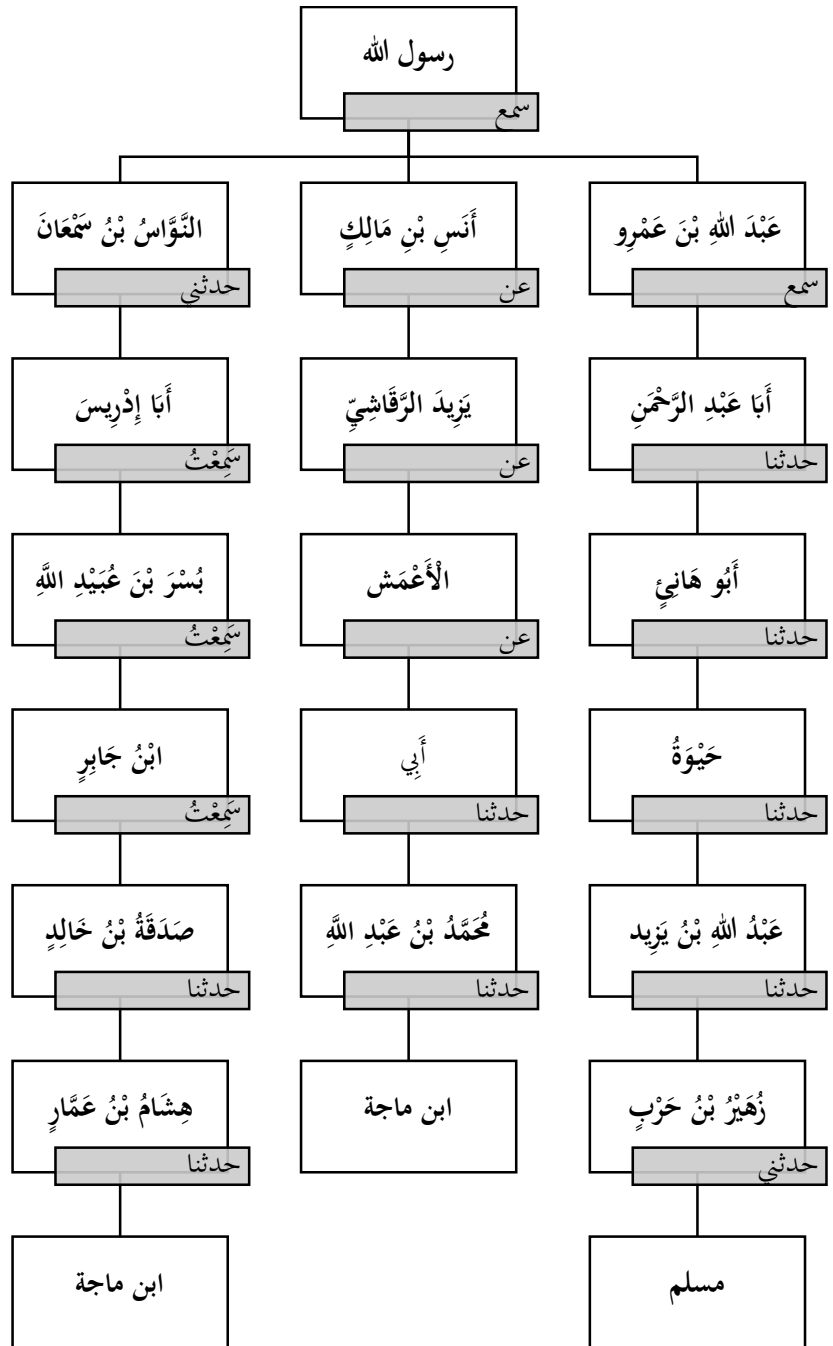 رسول الله
سمع
عَبْدَ اللهِ بْنَ عَمْرِو
أَنَسِ بْنِ مَالِكٍ
النَّوَّاسُ بْنُ سَمْعَانَ
سمع
عن
حدثني
أَبَا عَبْدِ الرَّحْمَنِ
يَزِيدَ الرَّقَاشِيِّ
أَبَا إِدْرِيسَ
حدثنا
عن
سَمِعْتُ
أَبُو هَانِئٍ
الْأَعْمَش
بُسْرَ بْنَ عُبَيْدِ اللَّهِ
حدثنا
عن
سَمِعْتُ
حَيْوَةُ
أَبِي
ابْنُ جَابِرٍ
حدثنا
حدثنا
سَمِعْتُ
عَبْدُ اللهِ بْنُ يَزِيد
مُحَمَّدُ بْنُ عَبْدِ اللَّهِ
صَدَقَةُ بْنُ خَالِدٍ
حدثنا
حدثنا
حدثنا
زُهَيْرُ بْنُ حَرْبٍ
ابن ماجة
هِشَامُ بْنُ عَمَّارٍ
حدثني
حدثنا
مسلم
ابن ماجة